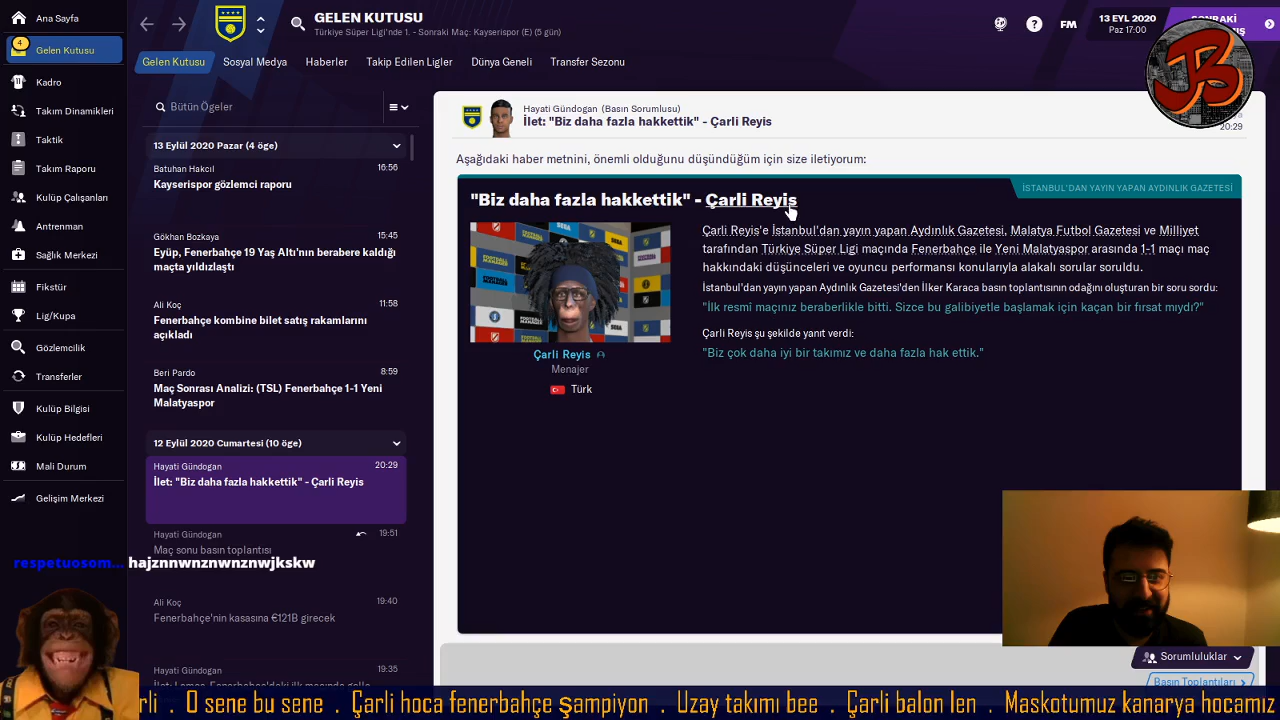 Ana Sayfa
4
Gelen Kutusu
Kadro
Takım Dinamikleri
Taktik
Takım Raporu
Kulüp Çalışanları
Antrenman
Sağlık Merkezi
Fikstür
Lig/Kupa
Gözlemcilik
Transferler
Kulüp Bilgisi
Kulüp Hedefleri
Mali Durum
Gelişim Merkezi
GELEN KUTUSU
Türkiye Süper Ligi'nde 1. - Sonraki Maç: Kayserispor (E) (5 gün)
FM
13 EYL 2020
Paz 17:00
SONRAKİ
Gelen Kutusu
Sosyal Medya
Haberler
Takip Edilen Ligler
Dünya Geneli
Transfer Sezonu
Bütün Ögeler
13 Eylül 2020 Pazar (4 öge)
Batuhan Hakcıl 16:56
Kayserispor gözlemci raporu
Gökhan Bozkaya 15:45
Eyüp, Fenerbahçe 19 Yaş Altı'nın berabere kaldığı
maçta yıldızlaştı
Ali Koç 11:58
Fenerbahçe kombine bilet satış rakamlarını
açıkladı
Beri Pardo 8:59
Maç Sonrası Analizi: (TSL) Fenerbahçe 1-1 Yeni
Malatyaspor
12 Eylül 2020 Cumartesi (10 öge)
Hayati Gündogan 20:29
İlet: "Biz daha fazla hakkettik" - Çarli Reyis
Hayati Gündogan 19:51
Maç sonu basın toplantısı
Ali Koç 19:40
Fenerbahçe'nin kasasına €121B girecek
Hayati Gündogan 19:35
Hayati Gündogan (Basın Sorumlusu)
İlet: "Biz daha fazla hakkettik" - Çarli Reyis
20:29
Aşağıdaki haber metnini, önemli olduğunu düşündüğüm için size iletiyorum:
İSTANBUL'DAN YAYIN YAPAN AYDINLIK GAZETESİ
"Biz daha fazla hakkettik" - Çarli Reyis
Çarli Reyis'e İstanbul'dan yayın yapan Aydınlık Gazetesi, Malatya Futbol Gazetesi ve Milliyet
tarafından Türkiye Süper Ligi maçında Fenerbahçe ile Yeni Malatyaspor arasında 1-1 maçı maç
hakkındaki düşünceleri ve oyuncu performansı konularıyla alakalı sorular soruldu.
İstanbul'dan yayın yapan Aydınlık Gazetesi'den İlker Karaca basın toplantısının odağını oluşturan bir soru sordu:
"İlk resmî maçınız beraberlikle bitti. Sizce bu galibiyetle başlamak için kaçan bir fırsat mıydı?"
Çarli Reyis şu şekilde yanıt verdi:
"Biz çok daha iyi bir takımız ve daha fazla hak ettik."
Çarli Reyis
Menajer
Türk
Sorumluluklar
Basın Toplantıları
respetuosom... hajznnwnznwnznwjkskw
rli . O sene bu sene . Çarli hoca fenerbahçe şampiyon . Uzay takımı bee . Çarli balon len . Maskotumuz kanarya hocamız